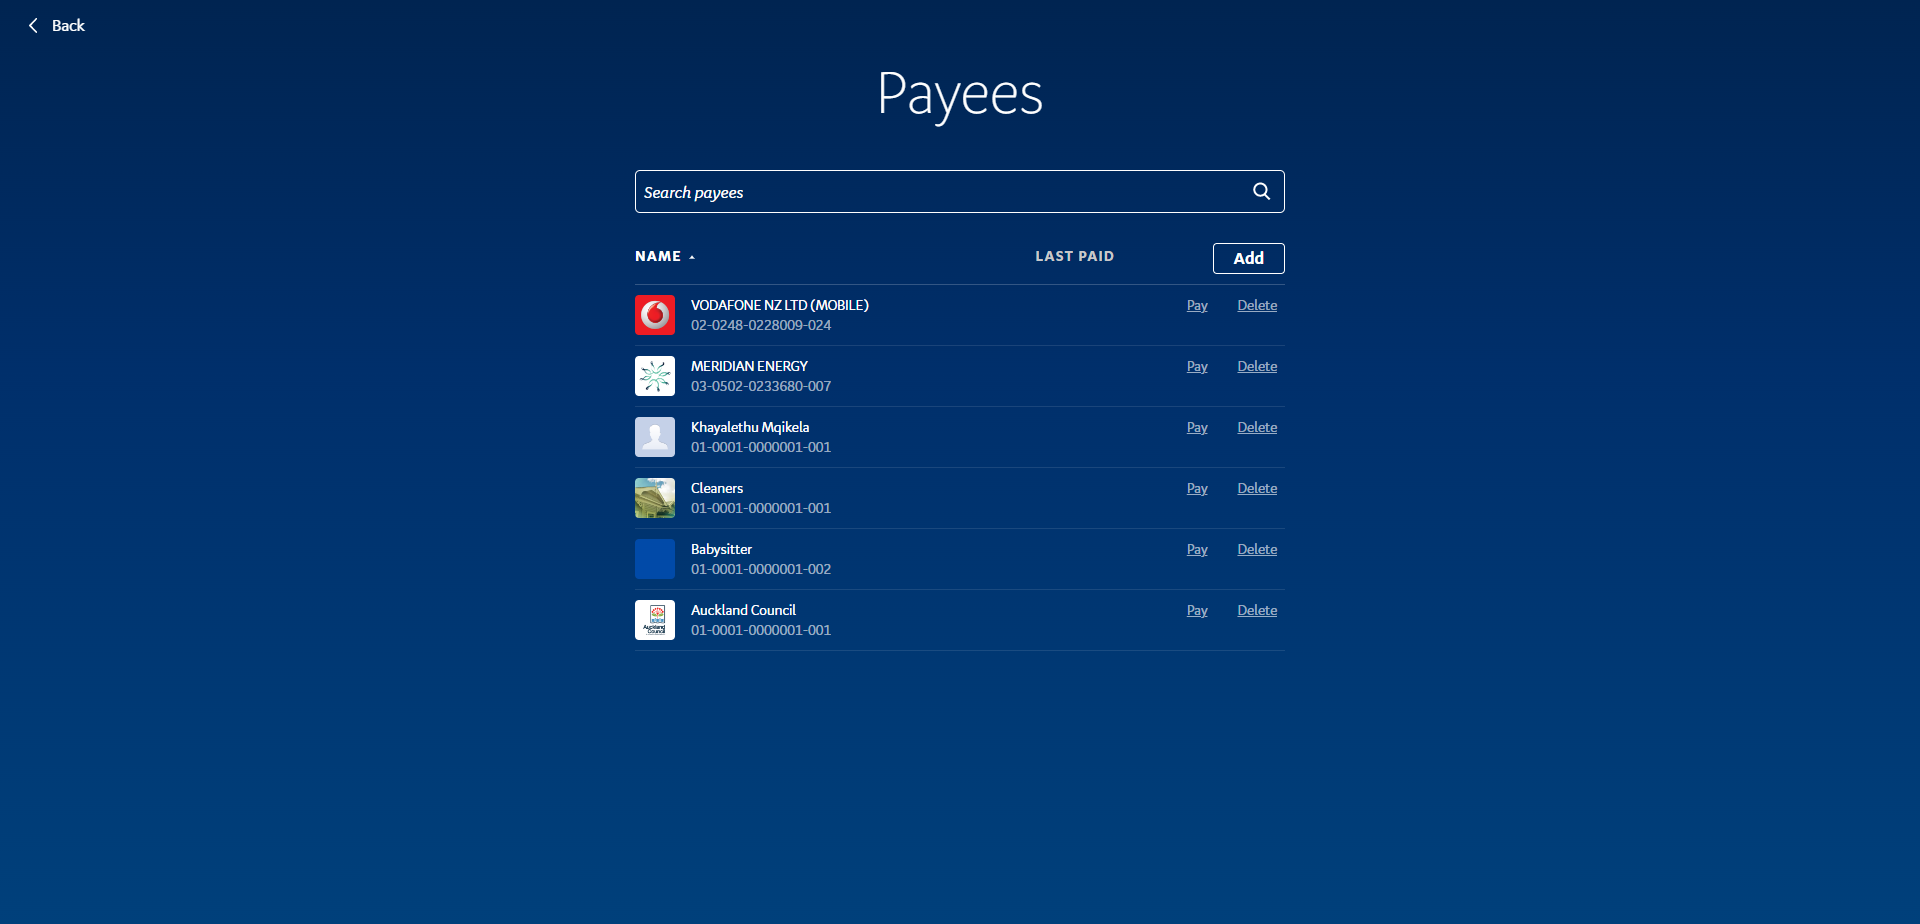 Back
Payees
Search payees
NAME LAST PAID Add
VODAFONE NZ LTD (MOBILE) Pay Delete
02-0248-0228009-024
MERIDIAN ENERGY Pay Delete
03-0502-0233680-007
Khayalethu Mqikela Pay Delete
01-0001-0000001-001
Cleaners Pay Delete
01-0001-0000001-001
Babysitter Pay Delete
01-0001-0000001-002
Auckland Council Pay Delete
Auckland
Council
01-0001-0000001-001